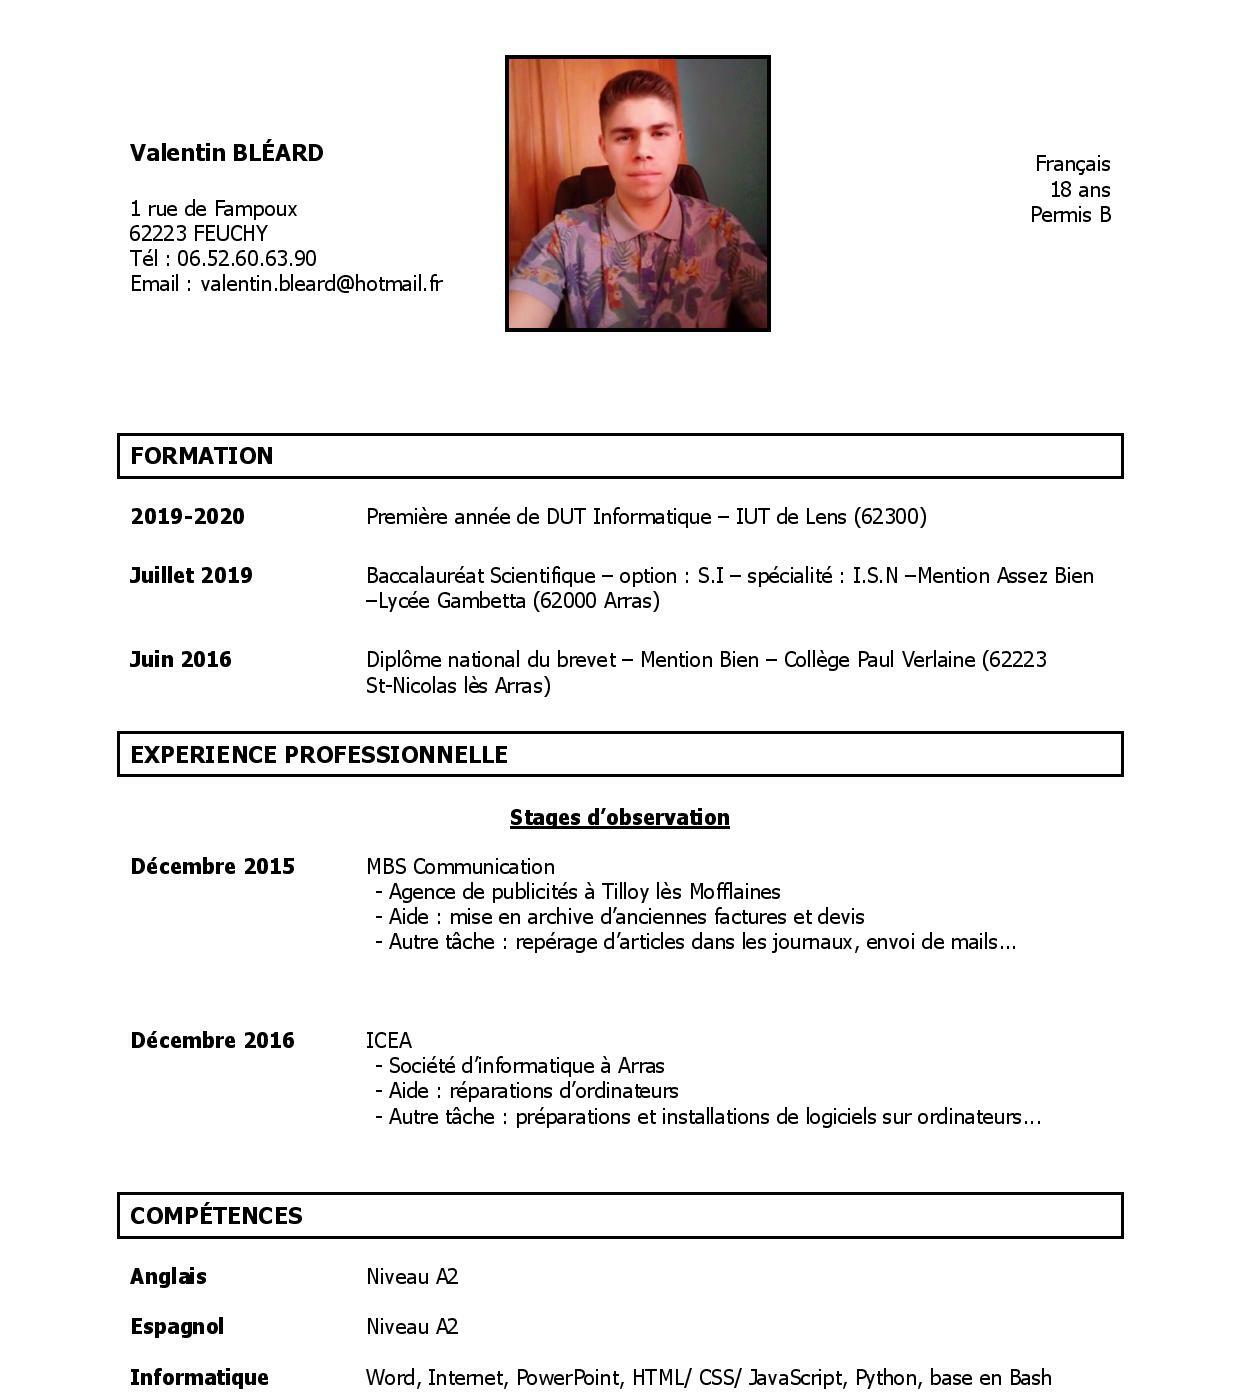 Valentin BLÉARD
1 rue de Fampoux
62223 FEUCHY
Tél : 06.52.60.63.90
Email : valentin.bleard@hotmail.fr
Français
18 ans
Permis B
FORMATION
2019-2020 Première année de DUT Informatique – IUT de Lens (62300)
Juillet 2019 Baccalauréat Scientifique – option : S.I – spécialité : I.S.N –Mention Assez Bien
–Lycée Gambetta (62000 Arras)
Juin 2016 Diplôme national du brevet – Mention Bien – Collège Paul Verlaine (62223
St-Nicolas lès Arras)
EXPERIENCE PROFESSIONNELLE
Stages d’observation
Décembre 2015 MBS Communication
- Agence de publicités à Tilloy lès Mofflaines
- Aide : mise en archive d’anciennes factures et devis
- Autre tâche : repérage d’articles dans les journaux, envoi de mails…
Décembre 2016 ICEA
- Société d’informatique à Arras
- Aide : réparations d’ordinateurs
- Autre tâche : préparations et installations de logiciels sur ordinateurs…
COMPÉTENCES
Anglais Niveau A2
Espagnol Niveau A2
Informatique Word, Internet, PowerPoint, HTML/ CSS/ JavaScript, Python, base en Bash